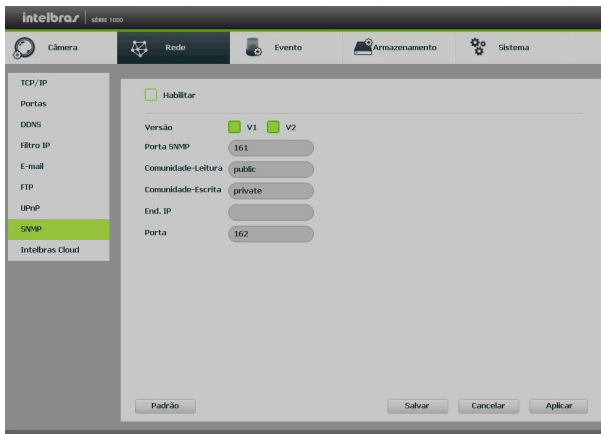 intelbras SÉRIE 1000
Câmera Rede Evento Armazenamento Sistema
TCP/IP
Portas
DDNS
Filtro IP
E-mail
FTP
UPnP
SNMP
Intelbras Cloud
Habilitar
Versão V1 V2
Porta SNMP 161
Comunidade-Leitura public
Comunidade-Escrita private
End. IP
Porta 162
Padrão Salvar Cancelar Aplicar